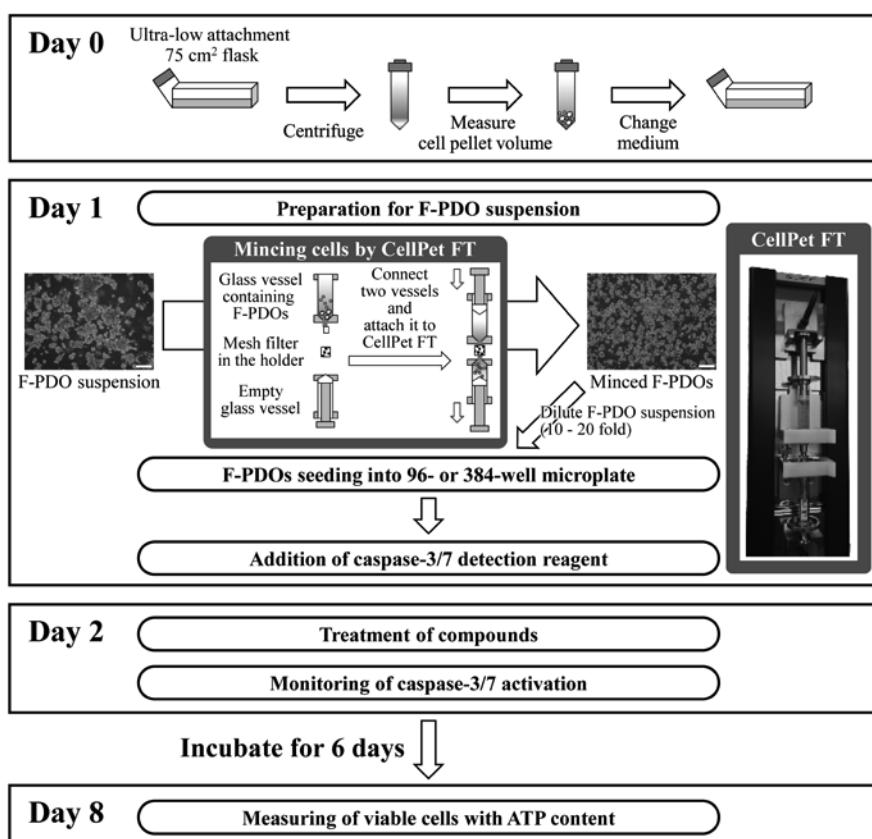 Day 0
Ultra-low attachment
75 cm² flask
Centrifuge
Measure
cell pellet volume
Change
medium
Day 1
Preparation for F-PDO suspension
Mincing cells by CellPet FT
Glass vessel
containing
F-PDOs
Mesh filter
in the holder
Empty
glass vessel
Connect
two vessels
and
attach it to
CellPet FT
F-PDO suspension
Minced F-PDOs
Dilute F-PDO suspension
(10 - 20 fold)
CellPet FT
F-PDOs seeding into 96- or 384-well microplate
Addition of caspase-3/7 detection reagent
Day 2
Treatment of compounds
Monitoring of caspase-3/7 activation
Incubate for 6 days
Day 8
Measuring of viable cells with ATP content